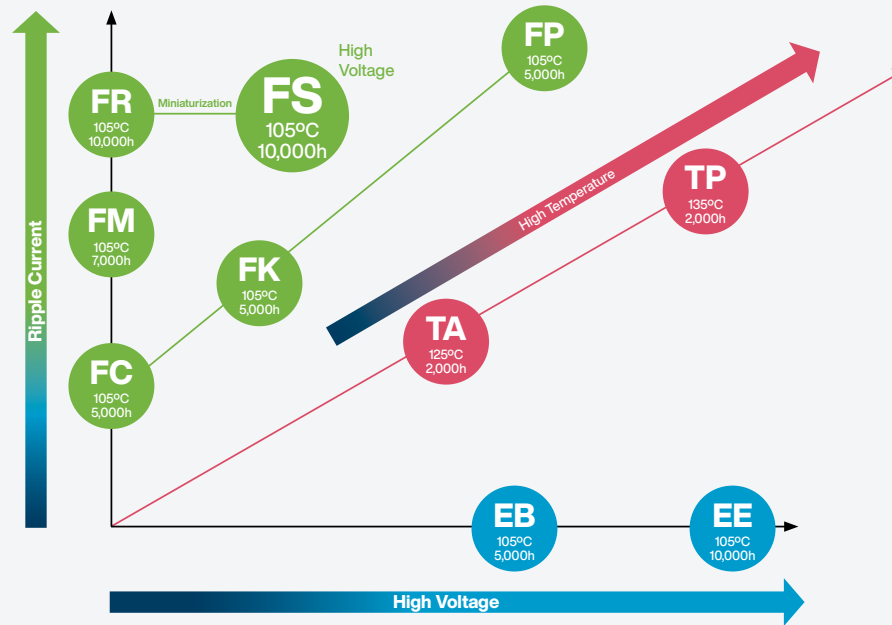 High
Voltage
FP
105ºC
5,000h
FR
105ºC
10,000h
Miniaturization
FS
105ºC
10,000h
TP
135ºC
2,000h
High Temperature
Ripple Current
FM
105ºC
7,000h
FK
105ºC
5,000h
TA
125ºC
2,000h
FC
105ºC
5,000h
EB
105ºC
5,000h
EE
105ºC
10,000h
High Voltage